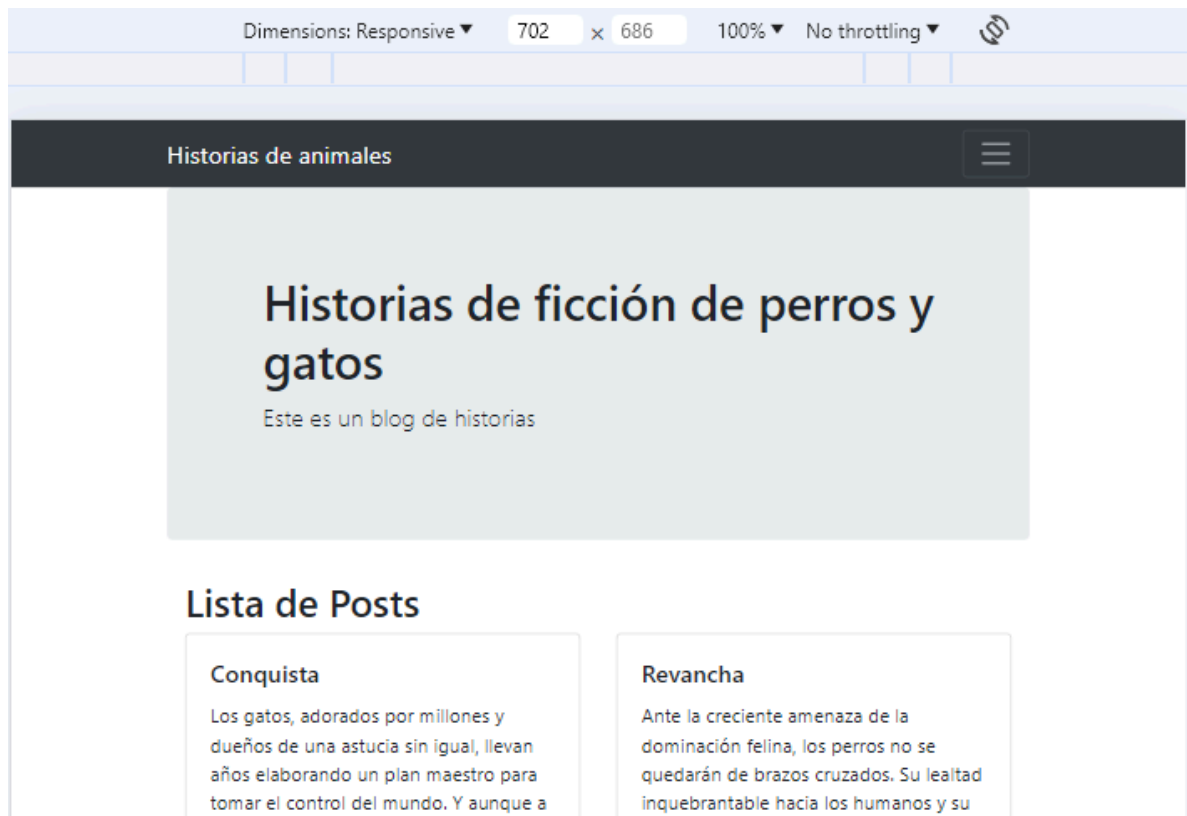 Dimensions: Responsive ▼ 702 × 686 100% ▼ No throttling ▼
Historias de animales
Historias de ficción de perros y
gatos
Este es un blog de historias
Lista de Posts
Conquista
Los gatos, adorados por millones y
dueños de una astucia sin igual, llevan
años elaborando un plan maestro para
tomar el control del mundo. Y aunque a
Revancha
Ante la creciente amenaza de la
dominación felina, los perros no se
quedarán de brazos cruzados. Su lealtad
inquebrantable hacia los humanos y su